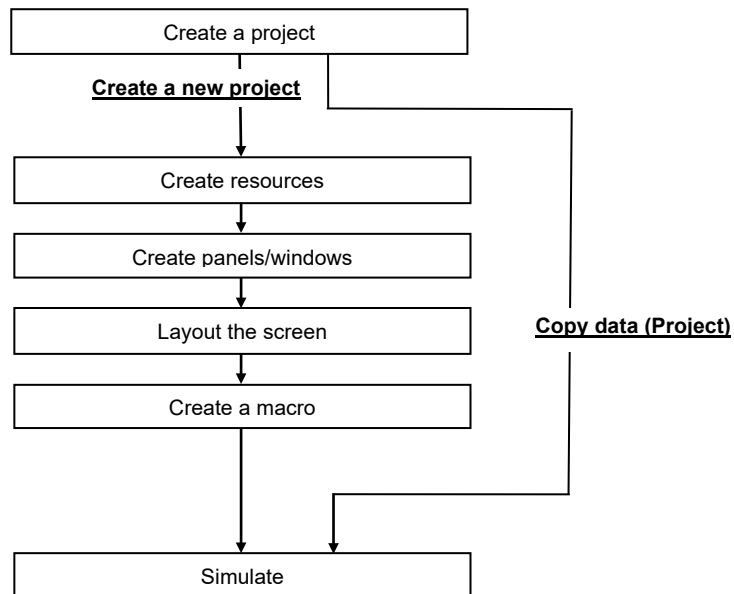 Create a project
Create a new project
Create resources
Create panels/windows
Layout the screen
Copy data (Project)
Create a macro
Simulate